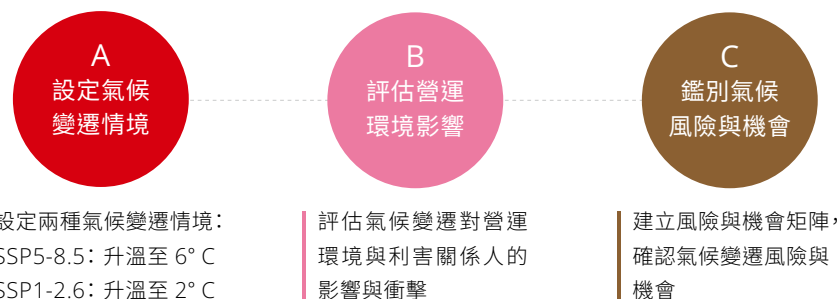 A
設定氣候
變遷情境
B
評估營運
環境影響
C
鑑別氣候
風險與機會
設定兩種氣候變遷情境：
SSP5-8.5：升溫至 6° C
SSP1-2.6：升溫至 2° C
評估氣候變遷對營運
環境與利害關係人的
影響與衝擊
建立風險與機會矩陣，
確認氣候變遷風險與
機會